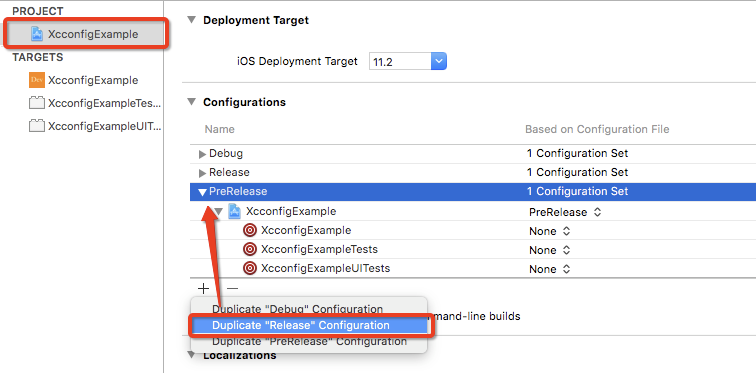 PROJECT
XcconfigExample
TARGETS
XcconfigExample
XcconfigExampleTes...
XcconfigExampleUIT...
Deployment Target
iOS Deployment Target 11.2
Configurations
Name Based on Configuration File
Debug 1 Configuration Set
Release 1 Configuration Set
PreRelease 1 Configuration Set
XcconfigExample PreRelease
XcconfigExample None
XcconfigExampleTests None
XcconfigExampleUITests None
+ −
Duplicate "Debug" Configuration
mmand-line builds
Duplicate "Release" Configuration
Duplicate "PreRelease" Configuration
Localizations